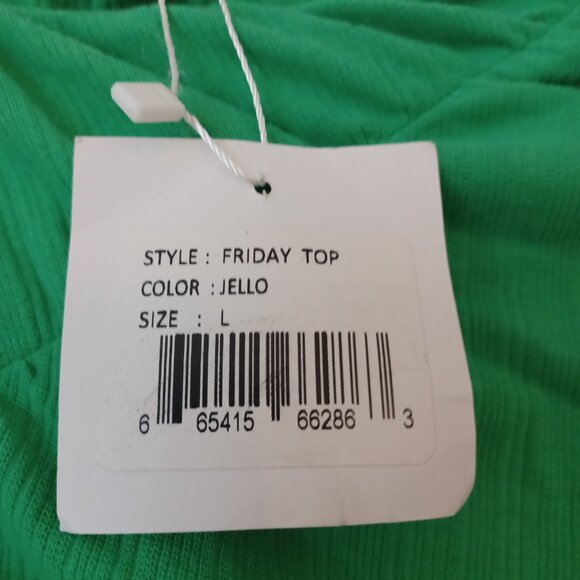 STYLE : FRIDAY TOP
COLOR : JELLO
SIZE : L
6 65415 66286 3